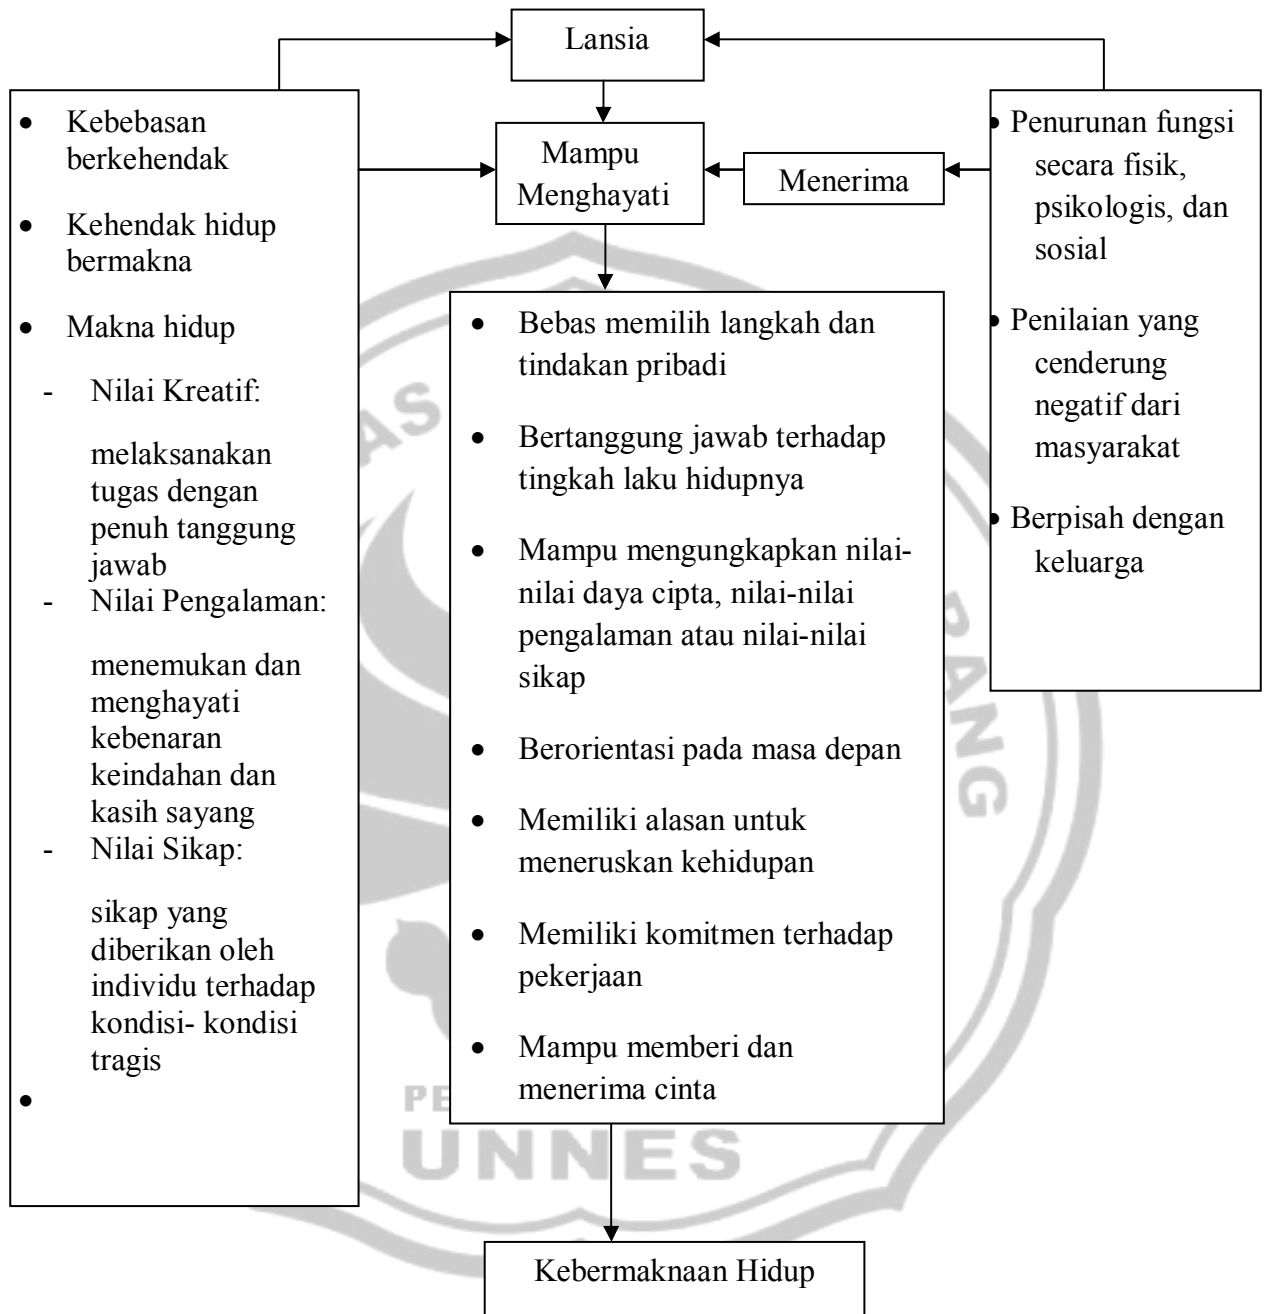 Lansia
• Kebebasan
berkehendak
• Kehendak hidup
bermakna
• Makna hidup
- Nilai Kreatif:
melaksanakan
tugas dengan
penuh tanggung
jawab
- Nilai Pengalaman:
menemukan dan
menghayati
kebenaran
keindahan dan
kasih sayang
- Nilai Sikap:
sikap yang
diberikan oleh
individu terhadap
kondisi- kondisi
tragis
•
Mampu
Menghayati
Menerima
• Penurunan fungsi
secara fisik,
psikologis, dan
sosial
• Penilaian yang
cenderung
negatif dari
masyarakat
• Berpisah dengan
keluarga
• Bebas memilih langkah dan
tindakan pribadi
• Bertanggung jawab terhadap
tingkah laku hidupnya
• Mampu mengungkapkan nilai-
nilai daya cipta, nilai-nilai
pengalaman atau nilai-nilai
sikap
• Berorientasi pada masa depan
• Memiliki alasan untuk
meneruskan kehidupan
• Memiliki komitmen terhadap
pekerjaan
• Mampu memberi dan
menerima cinta
UNNES
Kebermaknaan Hidup